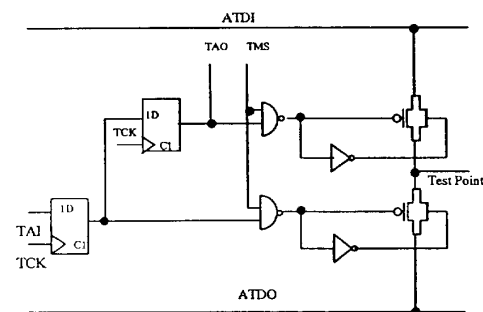 ATDI
TAO TMS
1D
TCK
C1
Test Point
1D
TAI
C1
TCK
ATDO